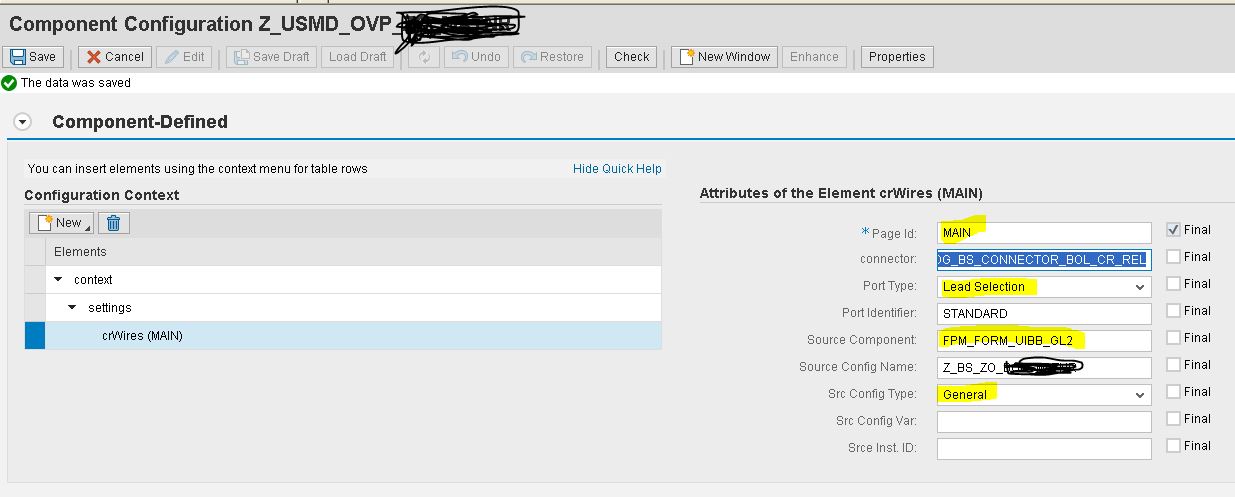 Component Configuration Z_USMD_OVP_
Save Cancel Edit Save Draft Load Draft Undo Restore Check New Window Enhance Properties
The data was saved
Component-Defined
You can insert elements using the context menu for table rows Hide Quick Help
Configuration Context
New
Elements
context
settings
crWires (MAIN)
Attributes of the Element crWires (MAIN)
* Page Id: MAIN Final
connector: OG_BS_CONNECTOR_BOL_CR_REL Final
Port Type: Lead Selection Final
Port Identifier: STANDARD Final
Source Component: FPM_FORM_UIBB_GL2 Final
Source Config Name: Z_BS_ZO_ Final
Src Config Type: General Final
Src Config Var: Final
Srce Inst. ID: Final